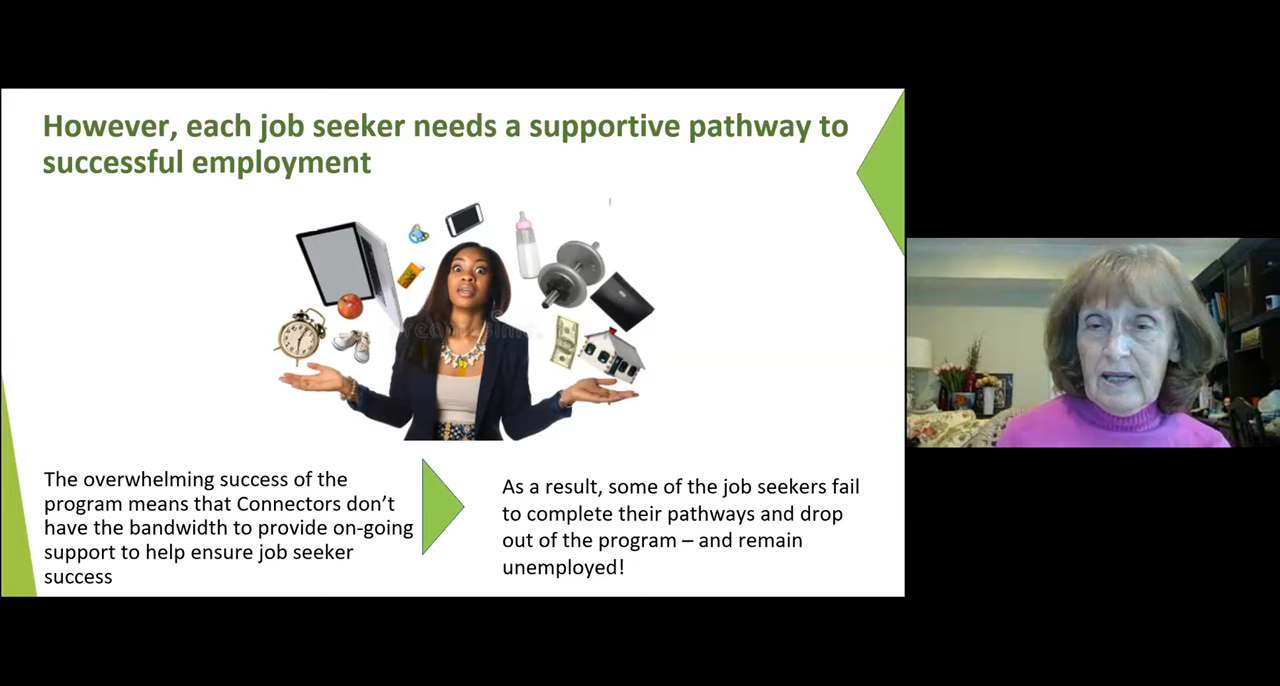 However, each job seeker needs a supportive pathway to
successful employment
The overwhelming success of the
program means that Connectors don’t
have the bandwidth to provide on-going
support to help ensure job seeker
success
As a result, some of the job seekers fail
to complete their pathways and drop
out of the program – and remain
unemployed!